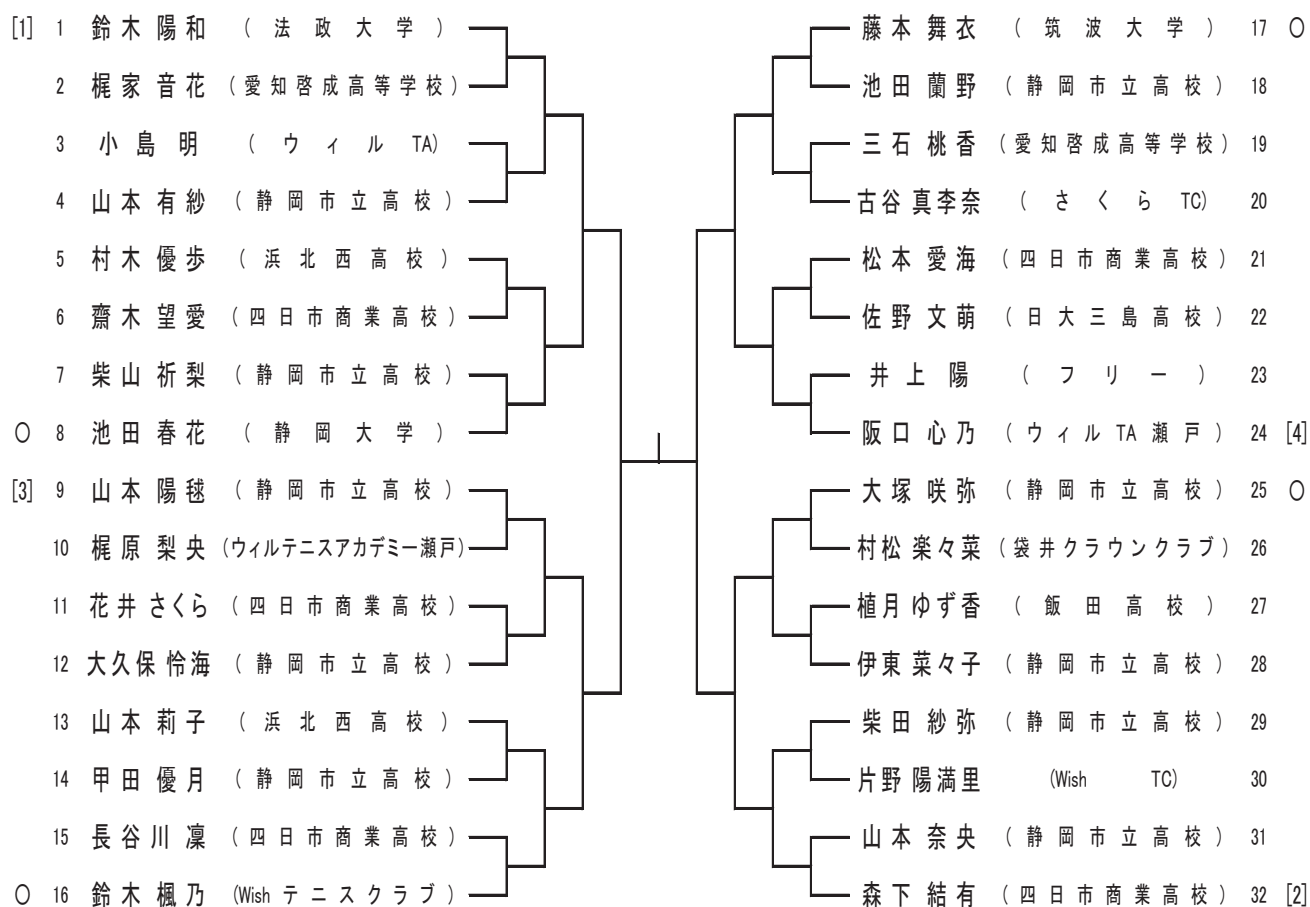 [1] 1 鈴木 陽和 (法政大学)
2 梶家 音花 (愛知啓成高等学校)
3 小島 明 (ウィル TA)
4 山本 有紗 (静岡市立高校)
5 村木 優歩 (浜北西高校)
6 齋木 望愛 (四日市商業高校)
7 柴山 祈梨 (静岡市立高校)
○ 8 池田 春花 (静岡大学)
[3] 9 山本 陽毬 (静岡市立高校)
10 梶原 梨央 (ウィルテニスアカデミー瀬戸)
11 花井 さくら (四日市商業高校)
12 大久保 怜海 (静岡市立高校)
13 山本 莉子 (浜北西高校)
14 甲田 優月 (静岡市立高校)
15 長谷川 凜 (四日市商業高校)
○ 16 鈴木 楓乃 (Wish テニスクラブ)
藤本 舞衣 (筑波大学) 17 ○
池田 蘭野 (静岡市立高校) 18
三石 桃香 (愛知啓成高等学校) 19
古谷 真李奈 (さくら TC) 20
松本 愛海 (四日市商業高校) 21
佐野 文萌 (日大三島高校) 22
井上 陽 (フリー) 23
阪口 心乃 (ウィル TA 瀬戸) 24 [4]
大塚 咲弥 (静岡市立高校) 25 ○
村松 楽々菜 (袋井クラウンクラブ) 26
植月 ゆず香 (飯田高校) 27
伊東 菜々子 (静岡市立高校) 28
柴田 紗弥 (静岡市立高校) 29
片野 陽満里 (Wish TC) 30
山本 奈央 (静岡市立高校) 31
森下 結有 (四日市商業高校) 32 [2]